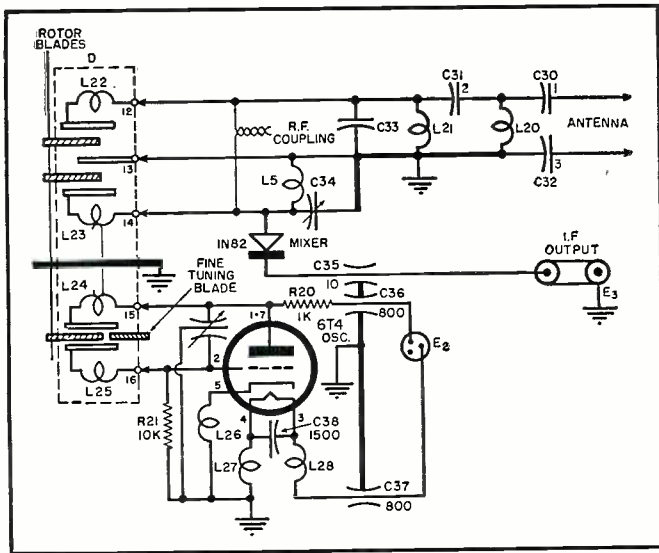 ROTOR
BLADES
D
L22
12
R.F.
COUPLING
C33
C31
2
L21
L20
C30
1
ANTENNA
C32
3
13
L5
C34
L23
14
IN82
MIXER
C35
10
I.F
OUTPUT
E3
L24
FINE
TUNING
BLADE
15
1-7
R20
1K
C36
800
6T4
OSC.
E2
2
L25
16
5
R21
10K
L26
4
3
C38
1500
L27
L28
C37
800